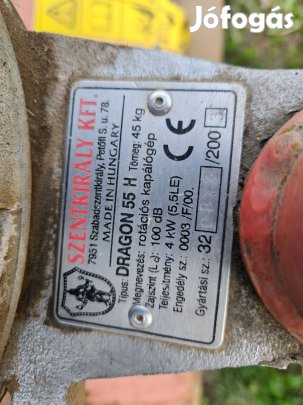 Jófogás
SZENTKIRÁLY KFT.
7951 Szabadszentkirály, Petőfi S. u. 78.
MADE IN HUNGARY
Típus: DRAGON 55 H Tömeg: 45 kg
Megnevezés: rotációs kapálógép
Zajszint (L): 100 dB
Teljesítmény: 4 kW (5,5LE)
Engedély sz.: 0003 /F/00.
Gyártási sz.: 32 /200
CE